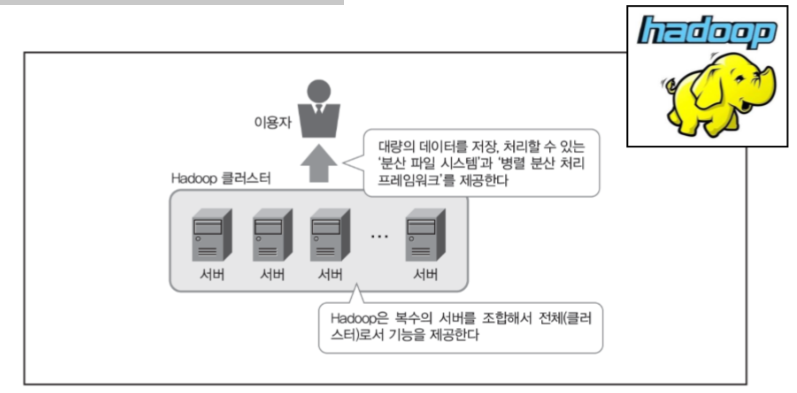 hadoop
이용자
대량의 데이터를 저장, 처리할 수 있는
‘분산 파일 시스템’과 ‘병렬 분산 처리
프레임워크’를 제공한다
Hadoop 클러스터
...
서버 서버 서버 서버
Hadoop은 복수의 서버를 조합해서 전체(클러
스터)로서 기능을 제공한다